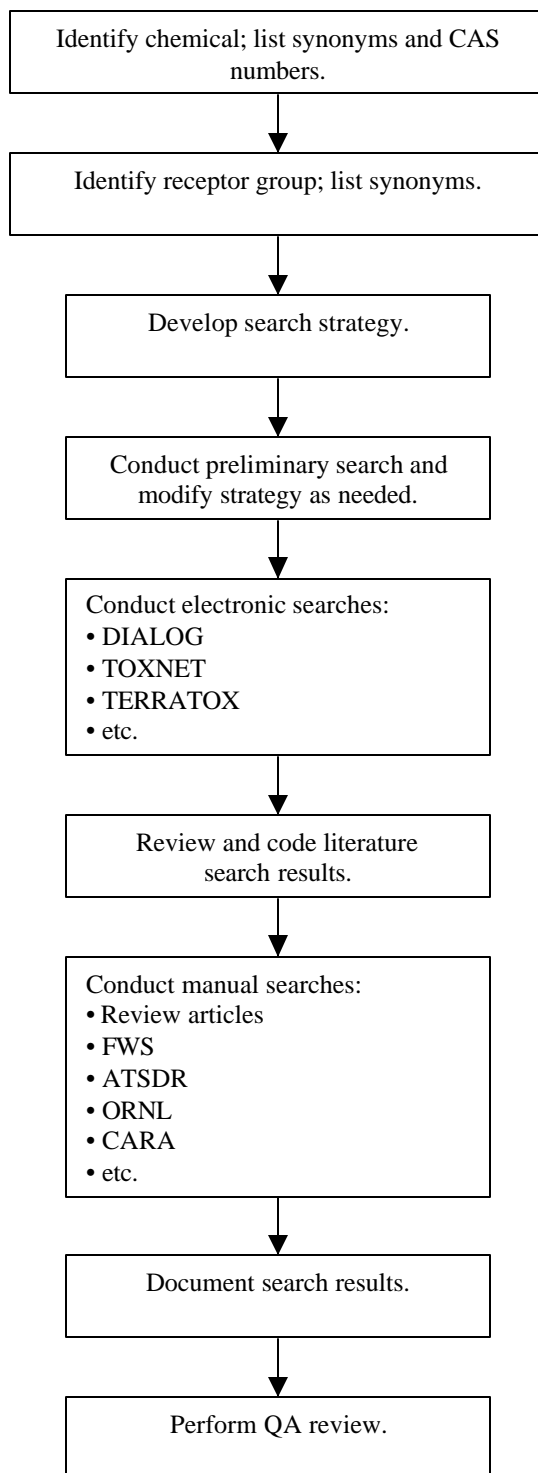 Identify chemical; list synonyms and CAS
numbers.
Identify receptor group; list synonyms.
Develop search strategy.
Conduct preliminary search and
modify strategy as needed.
Conduct electronic searches:
• DIALOG
• TOXNET
• TERRATOX
• etc.
Review and code literature
search results.
Conduct manual searches:
• Review articles
• FWS
• ATSDR
• ORNL
• CARA
• etc.
Document search results.
Perform QA review.